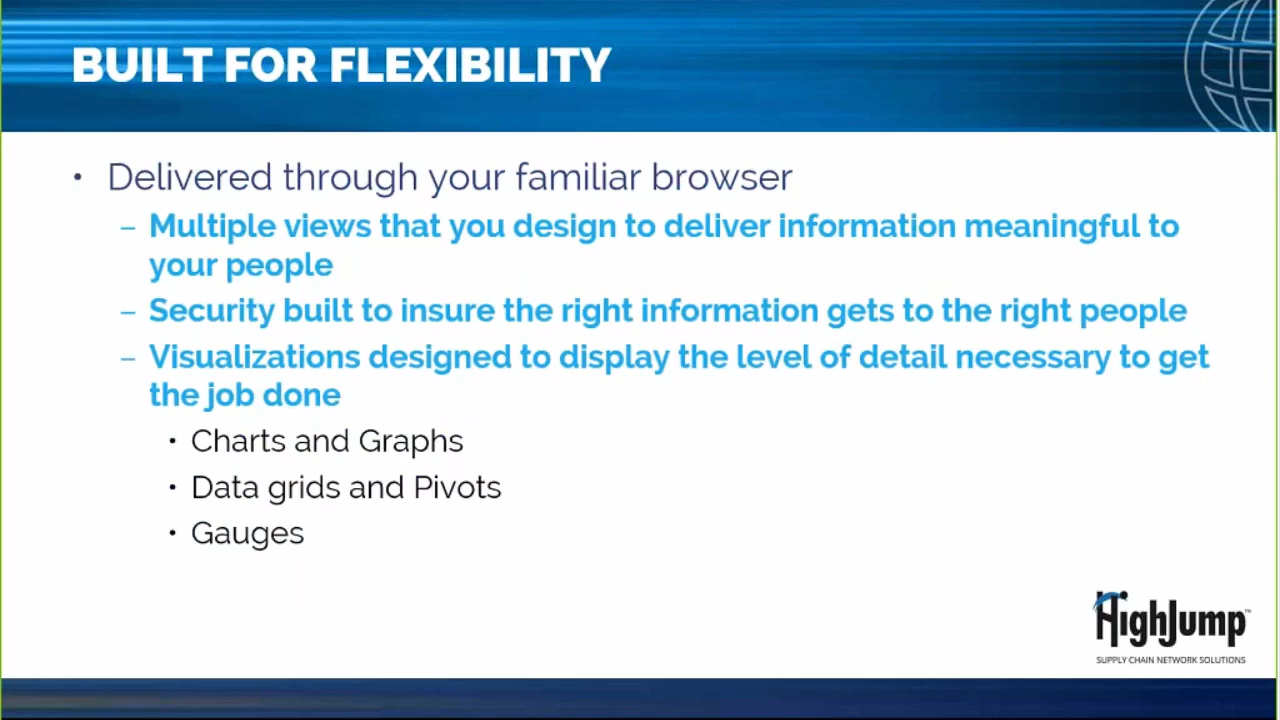 BUILT FOR FLEXIBILITY
• Delivered through your familiar browser
– Multiple views that you design to deliver information meaningful to
your people
– Security built to insure the right information gets to the right people
– Visualizations designed to display the level of detail necessary to get
the job done
• Charts and Graphs
• Data grids and Pivots
• Gauges
HighJump™
SUPPLY CHAIN NETWORK SOLUTIONS